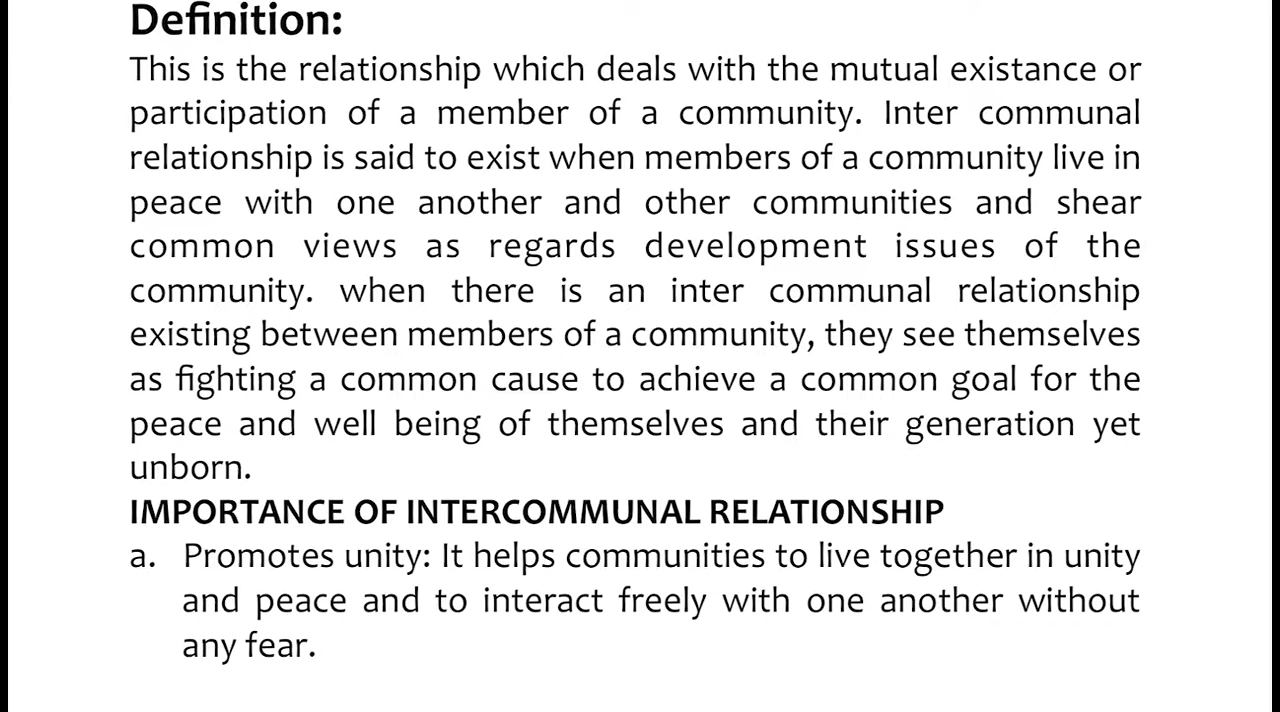 Definition:
This is the relationship which deals with the mutual existance or
participation of a member of a community. Inter communal
relationship is said to exist when members of a community live in
peace with one another and other communities and shear
common views as regards development issues of the
community. when there is an inter communal relationship
existing between members of a community, they see themselves
as fighting a common cause to achieve a common goal for the
peace and well being of themselves and their generation yet
unborn.
IMPORTANCE OF INTERCOMMUNAL RELATIONSHIP
a. Promotes unity: It helps communities to live together in unity
and peace and to interact freely with one another without
any fear.